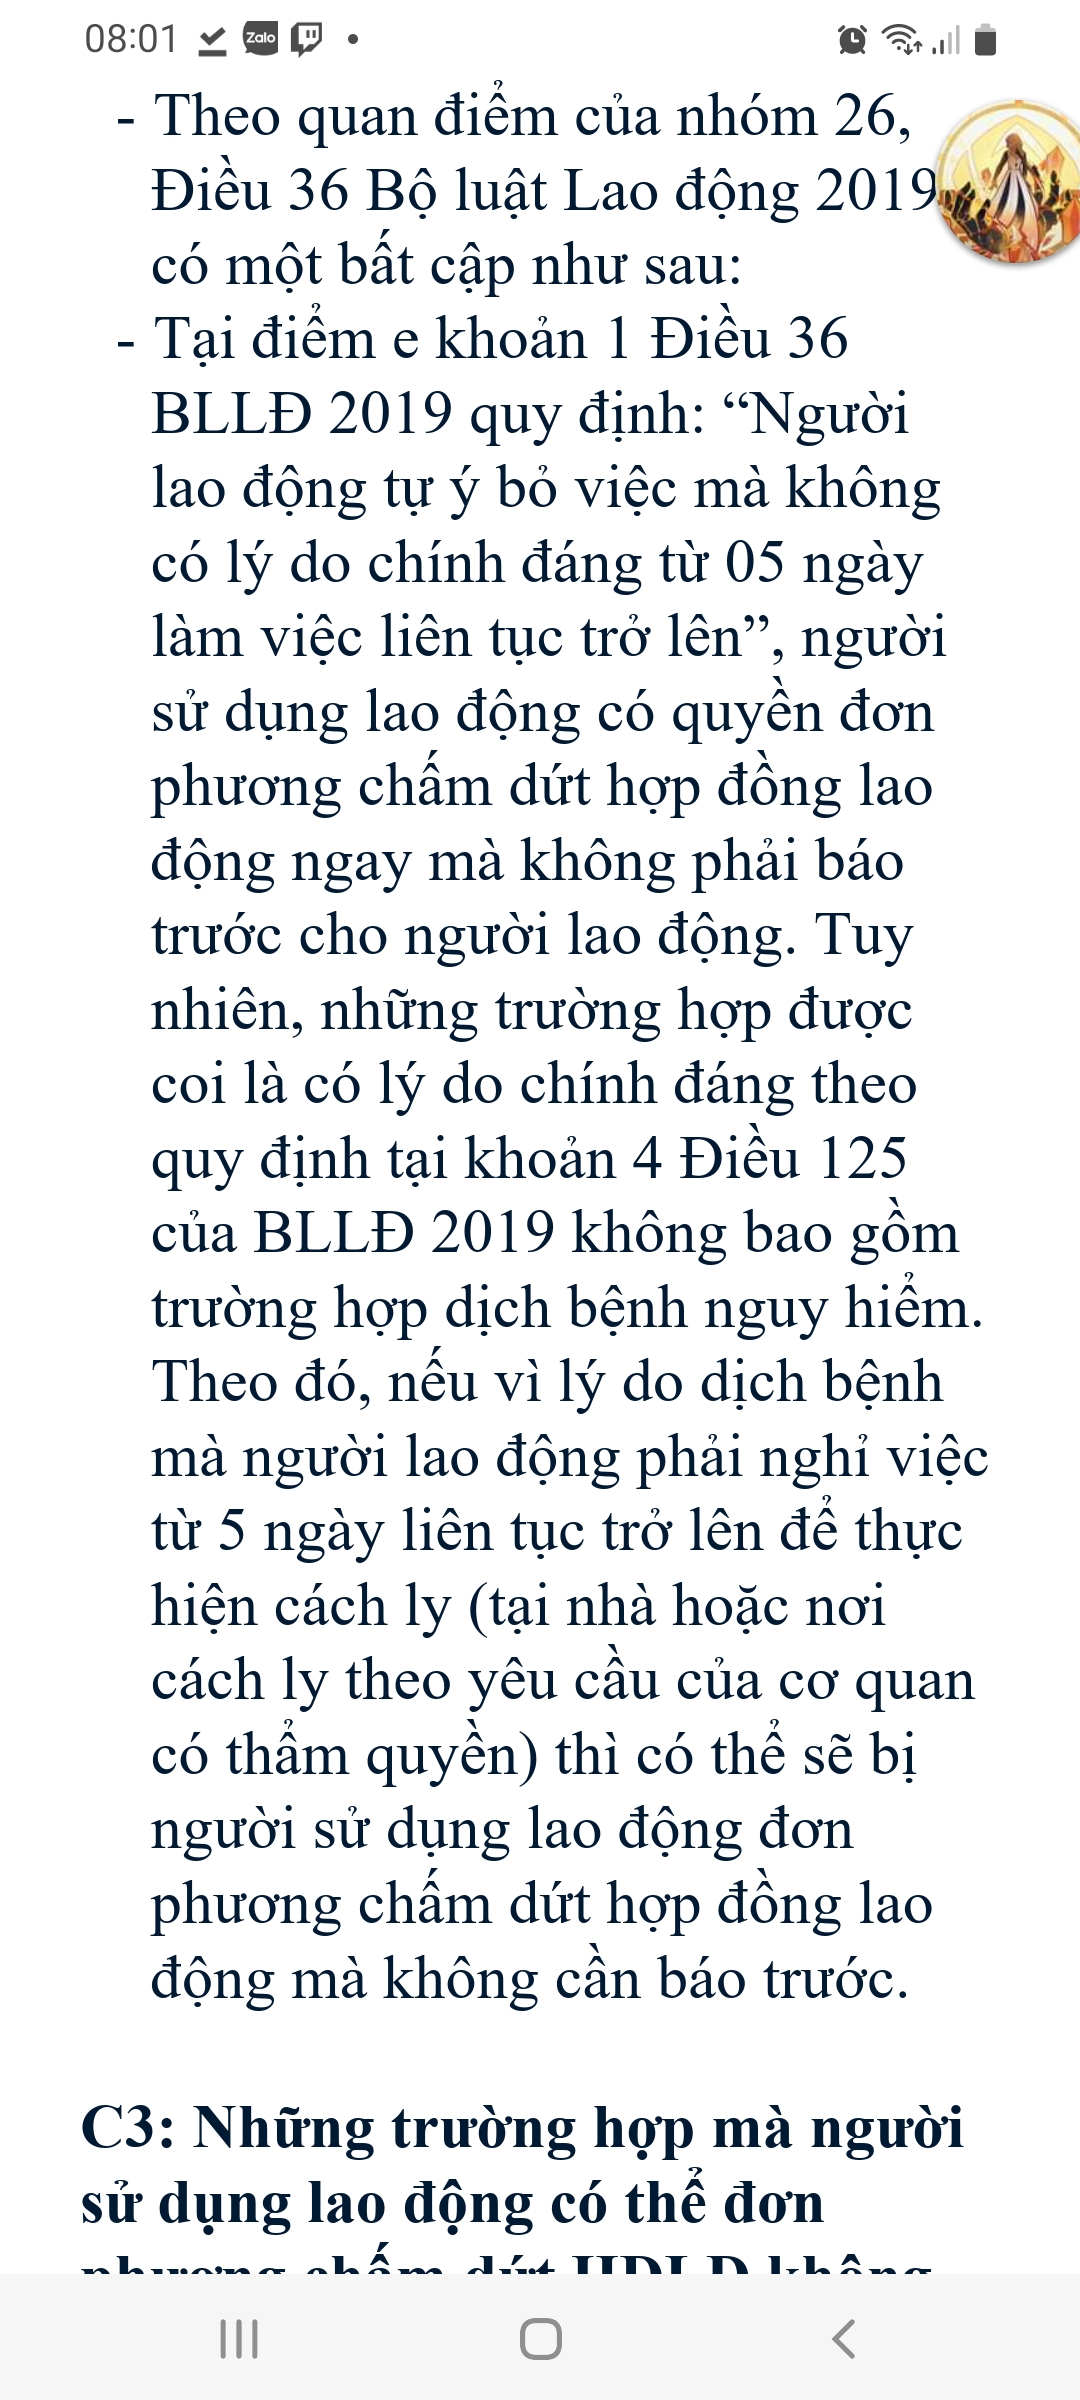 08:01
Zalo
- Theo quan điểm của nhóm 26,
Điều 36 Bộ luật Lao động 2019
có một bất cập như sau:
- Tại điểm e khoản 1 Điều 36
BLLĐ 2019 quy định: “Người
lao động tự ý bỏ việc mà không
có lý do chính đáng từ 05 ngày
làm việc liên tục trở lên”, người
sử dụng lao động có quyền đơn
phương chấm dứt hợp đồng lao
động ngay mà không phải báo
trước cho người lao động. Tuy
nhiên, những trường hợp được
coi là có lý do chính đáng theo
quy định tại khoản 4 Điều 125
của BLLĐ 2019 không bao gồm
trường hợp dịch bệnh nguy hiểm.
Theo đó, nếu vì lý do dịch bệnh
mà người lao động phải nghỉ việc
từ 5 ngày liên tục trở lên để thực
hiện cách ly (tại nhà hoặc nơi
cách ly theo yêu cầu của cơ quan
có thẩm quyền) thì có thể sẽ bị
người sử dụng lao động đơn
phương chấm dứt hợp đồng lao
động mà không cần báo trước.
C3: Những trường hợp mà người
sử dụng lao động có thể đơn
phương chấm dứt HDLD không